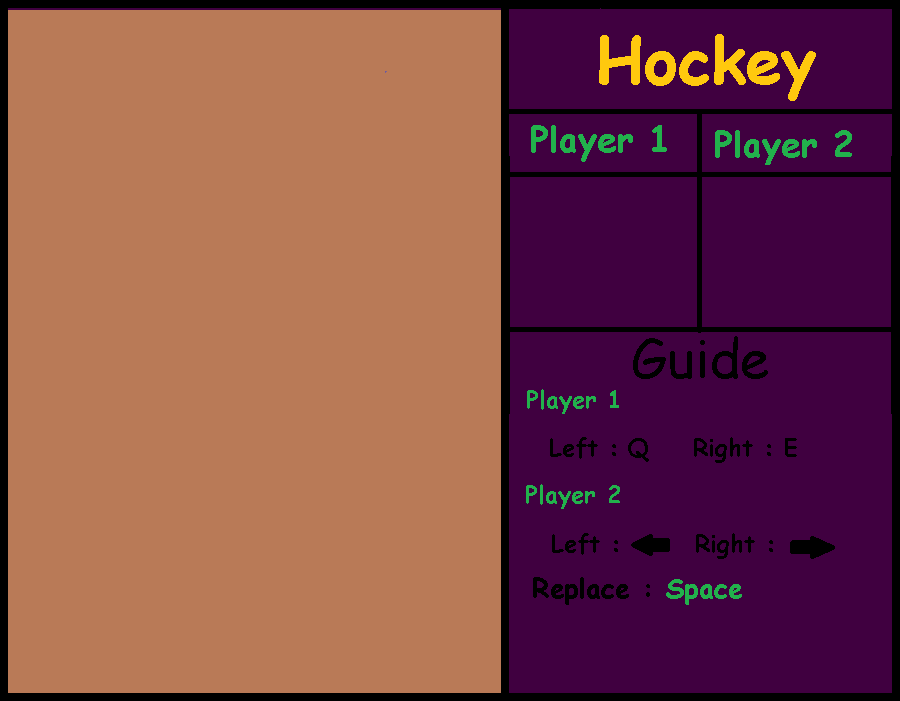 Hockey
Player 1 Player 2
Guide
Player 1
Left : Q Right : E
Player 2
Left : Right :
Replace : Space